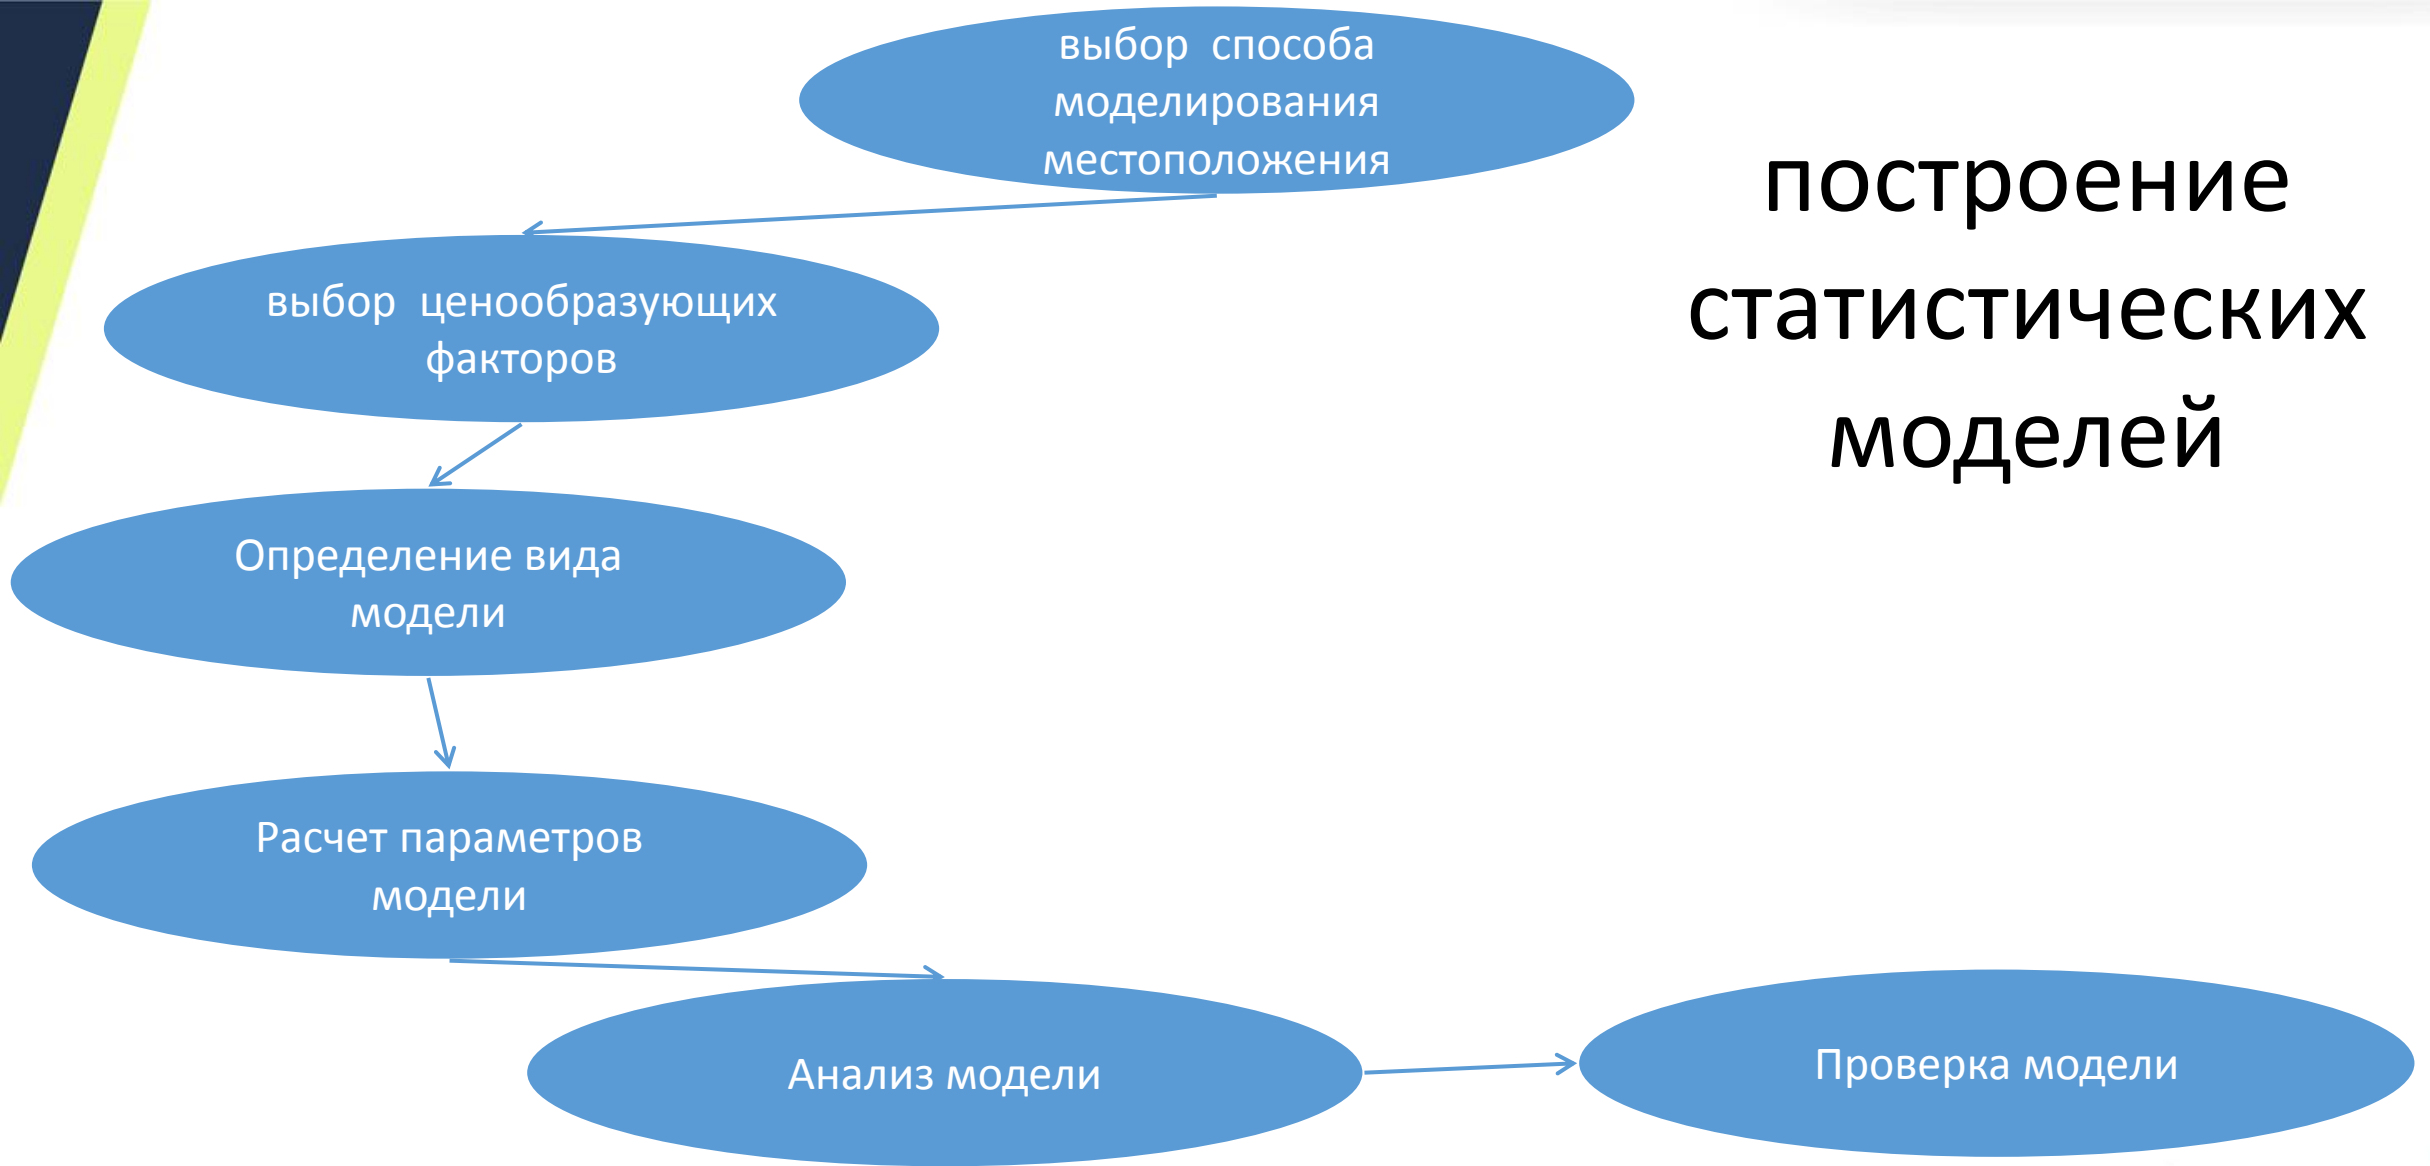 выбор  способа
моделирования
местоположения
построение
статистических
моделей
выбор  ценообразующих
факторов
Определение вида
модели
Расчет параметров
модели
Анализ модели
Проверка модели